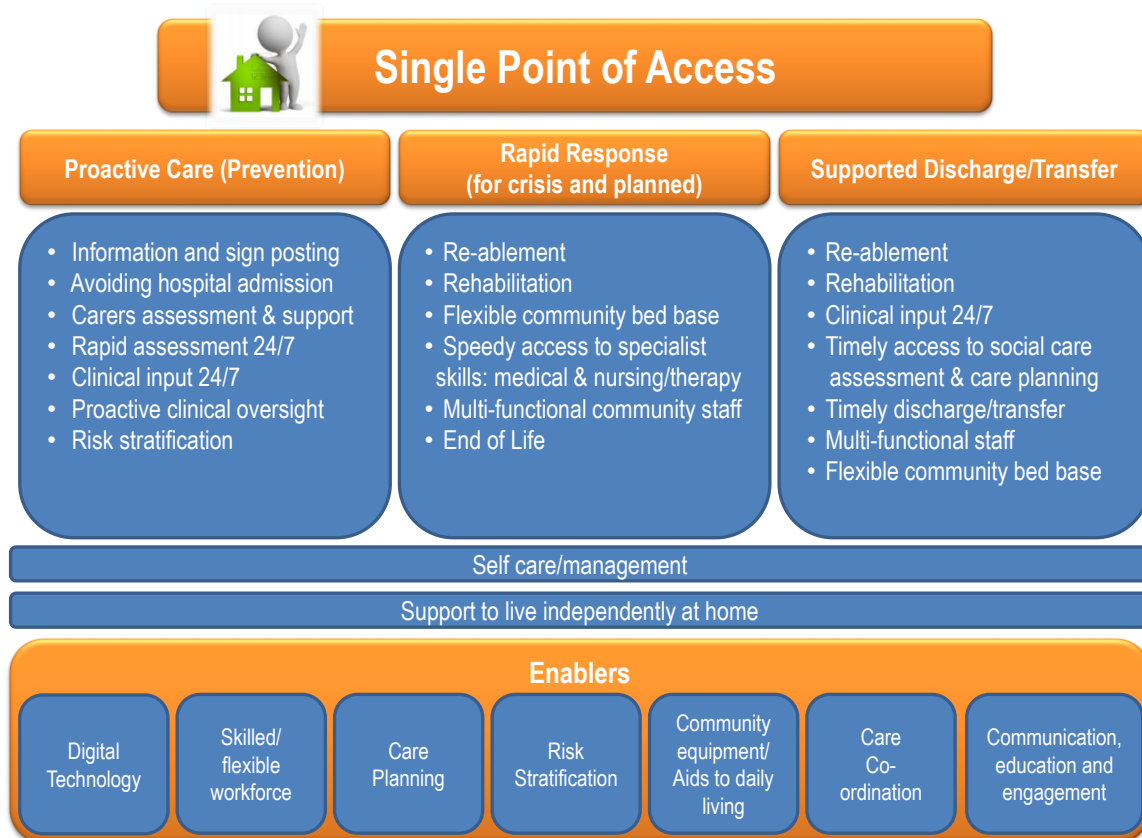 Single Point of Access
Proactive Care (Prevention)
• Information and sign posting
• Avoiding hospital admission
• Carers assessment & support
• Rapid assessment 24/7
• Clinical input 24/7
• Proactive clinical oversight
• Risk stratification
Rapid Response
(for crisis and planned)
• Re-ablement
• Rehabilitation
• Flexible community bed base
• Speedy access to specialist
skills: medical & nursing/therapy
• Multi-functional community staff
• End of Life
Supported Discharge/Transfer
• Re-ablement
• Rehabilitation
• Clinical input 24/7
• Timely access to social care
assessment & care planning
• Timely discharge/transfer
• Multi-functional staff
• Flexible community bed base
Self care/management
Support to live independently at home
Enablers
Digital
Technology
Skilled/
flexible
workforce
Care
Planning
Risk
Stratification
Community
equipment/
Aids to daily
living
Care
Co-
ordination
Communication,
education and
engagement